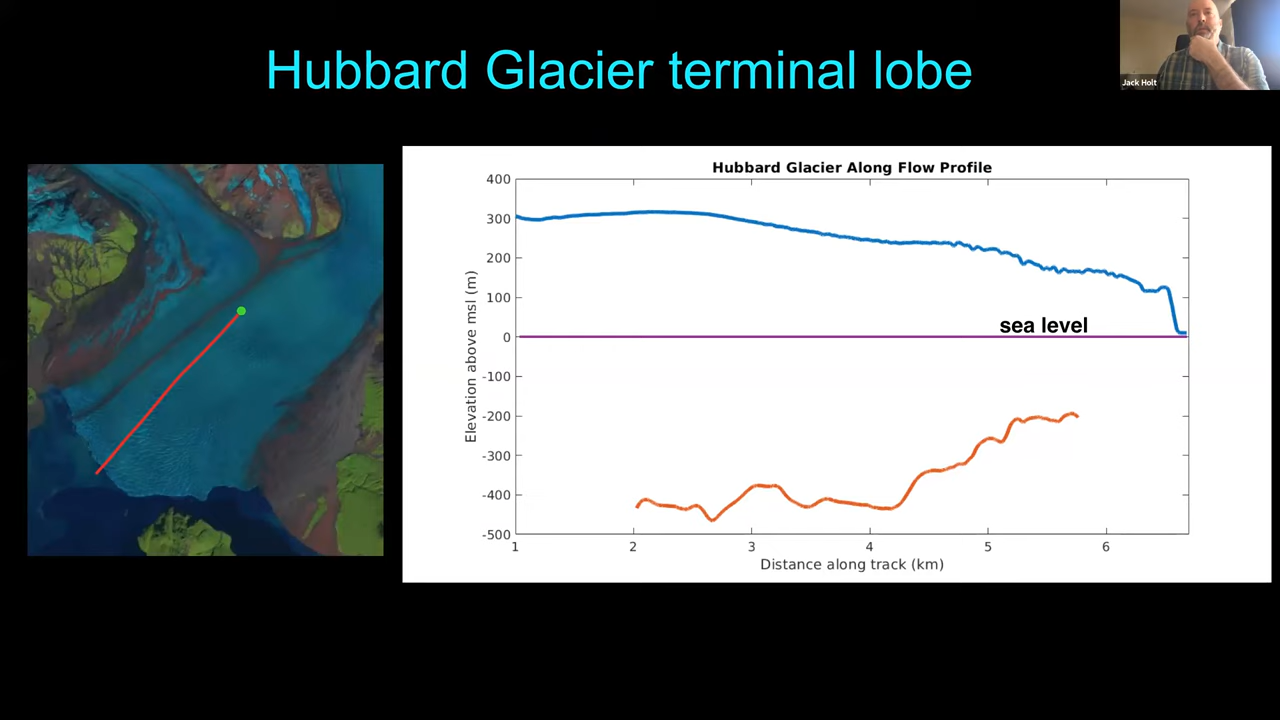 Hubbard Glacier terminal lobe
Jack Holt
Hubbard Glacier Along Flow Profile
400
300
200
100
0
-100
-200
-300
-400
-500
Elevation above msl (m)
sea level
1 2 3 4 5 6
Distance along track (km)